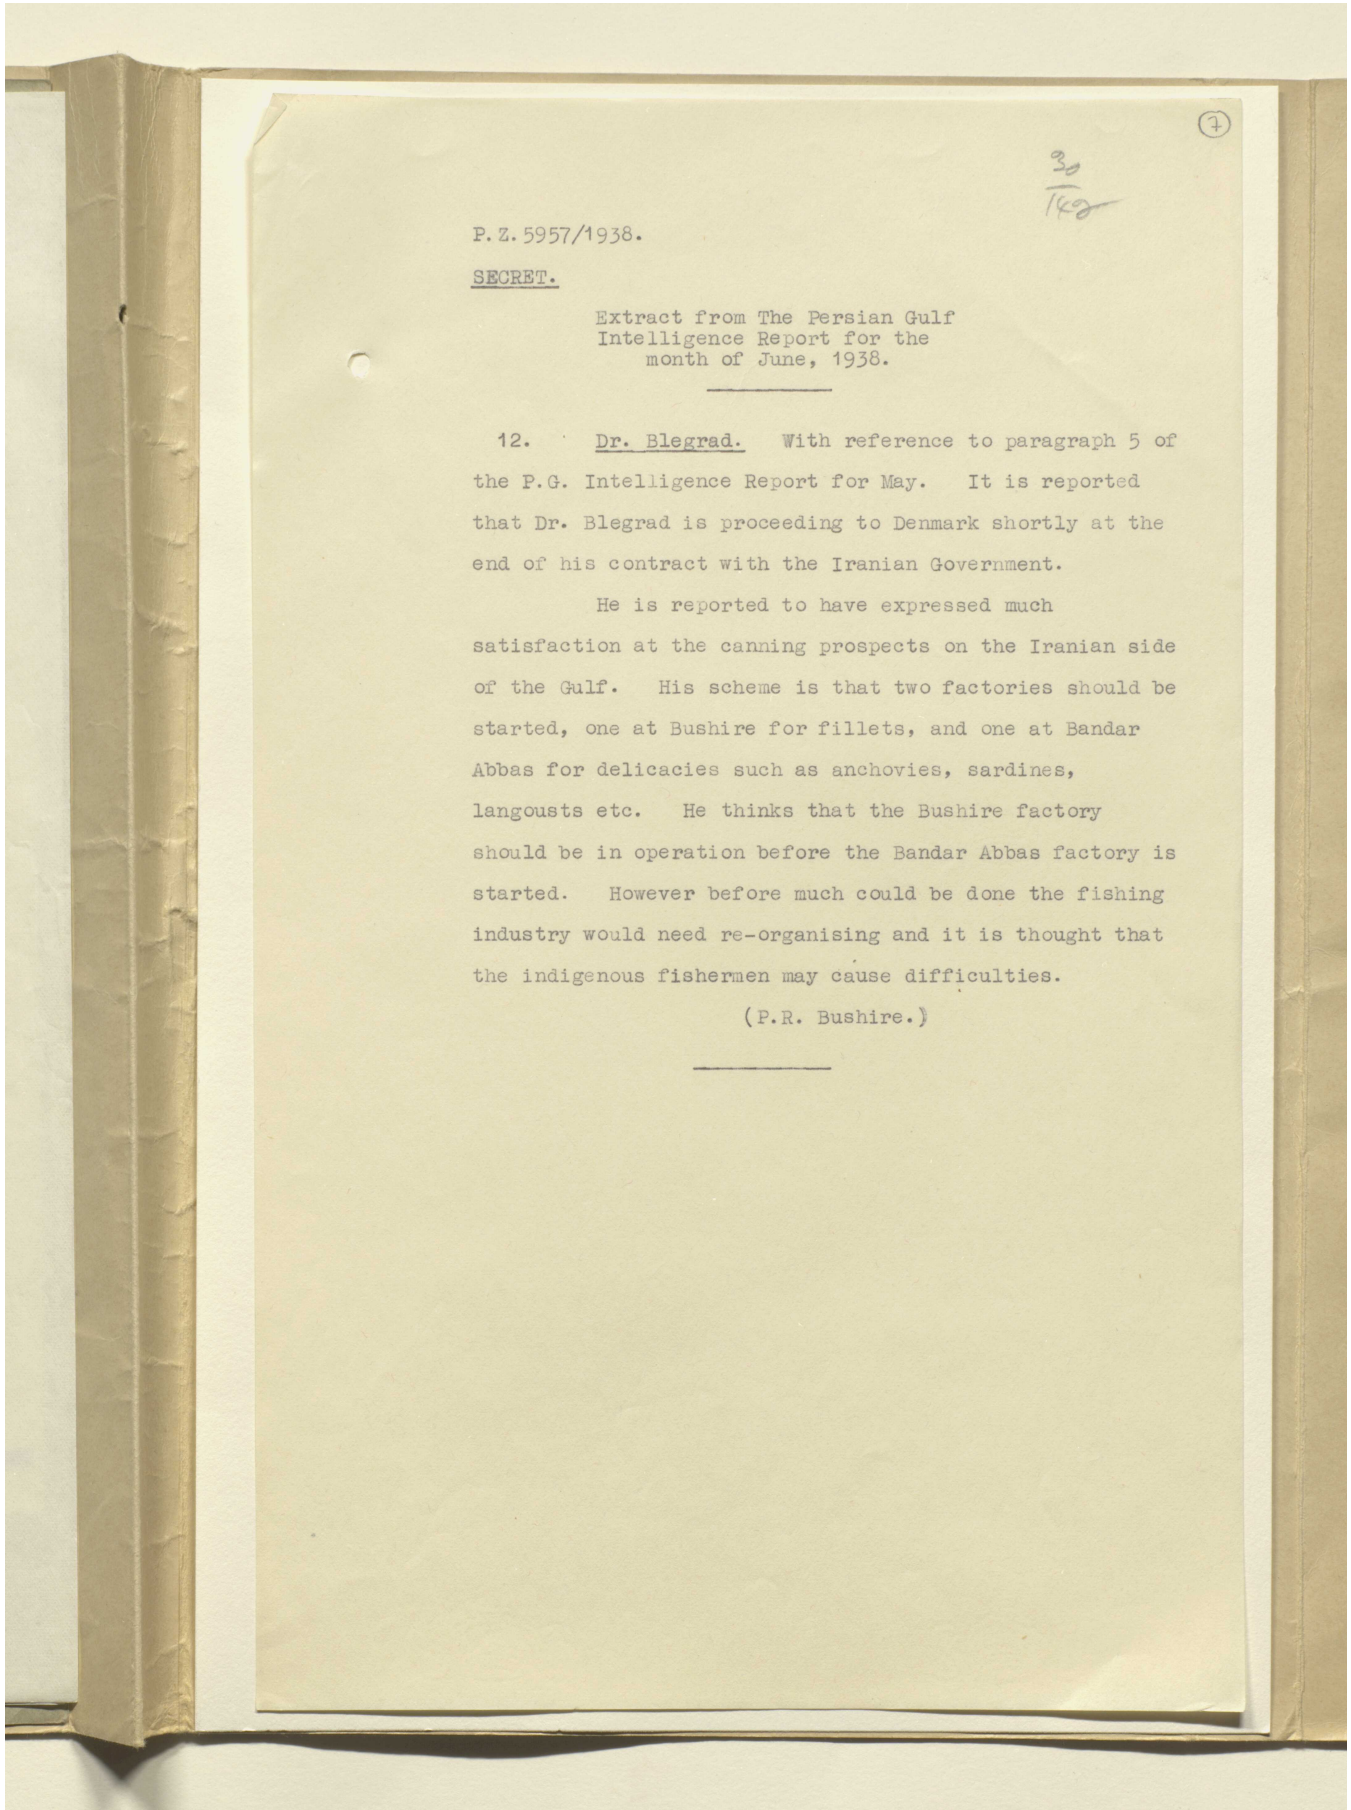 7
30
142
P.Z.5957/1938.
SECRET.
Extract from The Persian Gulf
Intelligence Report for the
month of June, 1938.
12. Dr. Blegrad. With reference to paragraph 5 of
the P.G. Intelligence Report for May. It is reported
that Dr. Blegrad is proceeding to Denmark shortly at the
end of his contract with the Iranian Government.
He is reported to have expressed much
satisfaction at the canning prospects on the Iranian side
of the Gulf. His scheme is that two factories should be
started, one at Bushire for fillets, and one at Bandar
Abbas for delicacies such as anchovies, sardines,
langousts etc. He thinks that the Bushire factory
should be in operation before the Bandar Abbas factory is
started. However before much could be done the fishing
industry would need re-organising and it is thought that
the indigenous fishermen may cause difficulties.
(P.R. Bushire.)